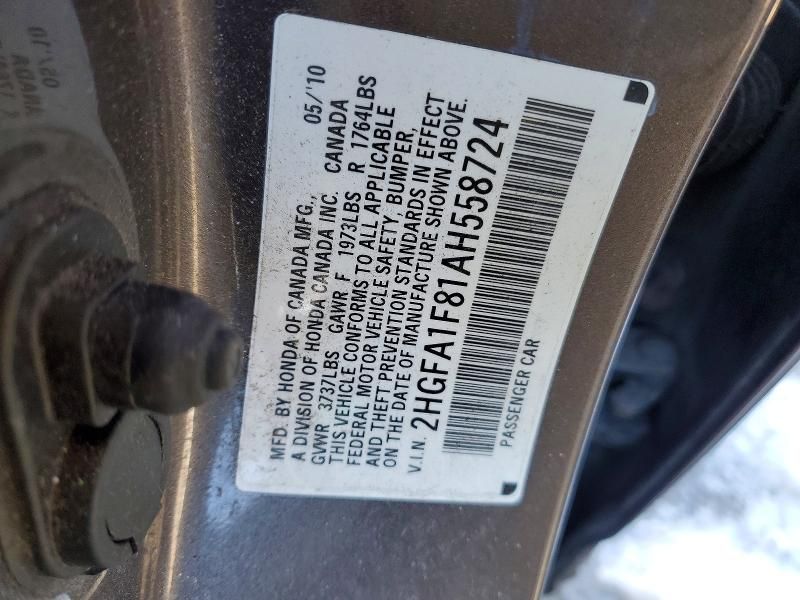 MFD. BY HONDA OF CANADA MFG., 05/'10
A DIVISION OF HONDA CANADA INC. CANADA
GVWR 3737LBS GAWR F 1973LBS R 1764LBS
THIS VEHICLE CONFORMS TO ALL APPLICABLE
FEDERAL MOTOR VEHICLE SAFETY, BUMPER,
AND THEFT PREVENTION STANDARDS IN EFFECT
ON THE DATE OF MANUFACTURE SHOWN ABOVE.
V.I.N. 2HGFA1F81AH558724
PASSENGER CAR